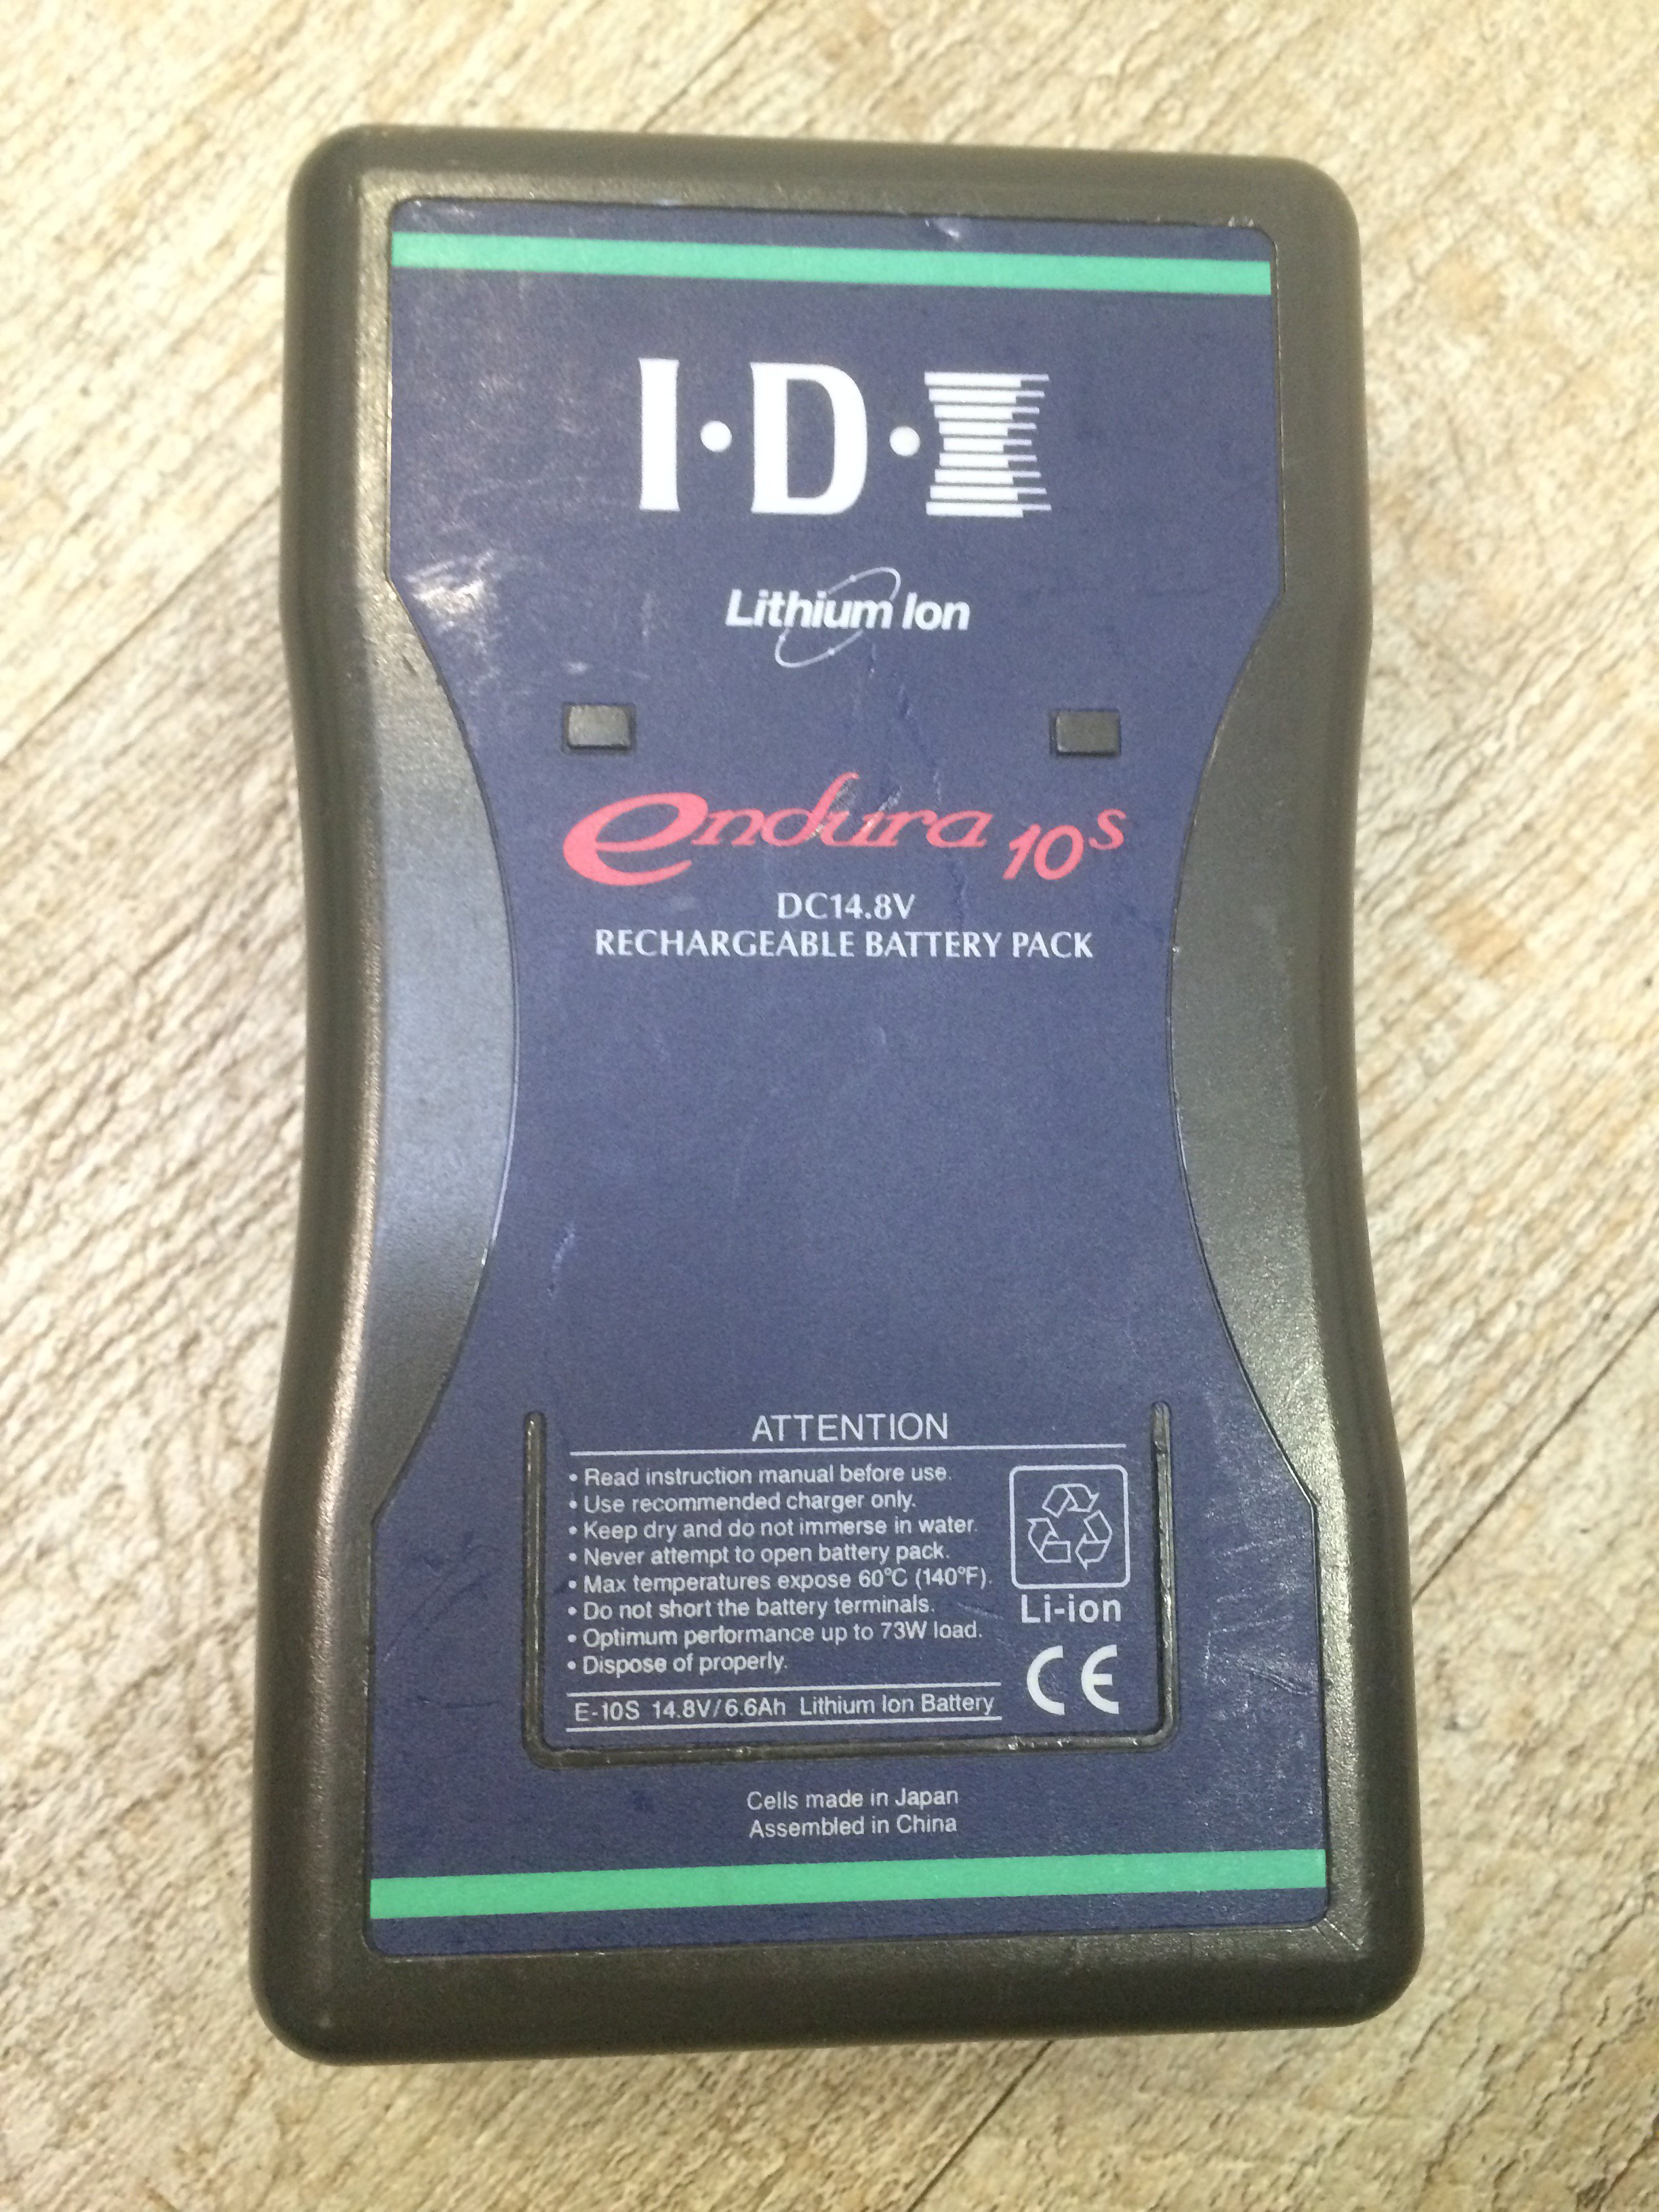 I·D·X
Lithium Ion
endura 10s
DC14.8V
RECHARGEABLE BATTERY PACK
ATTENTION
• Read instruction manual before use.
• Use recommended charger only.
• Keep dry and do not immerse in water.
• Never attempt to open battery pack.
• Max temperatures expose 60°C (140°F).
• Do not short the battery terminals.
• Optimum performance up to 73W load.
• Dispose of properly.
Li-ion
CE
E-10S 14.8V/6.6Ah Lithium Ion Battery
Cells made in Japan
Assembled in China